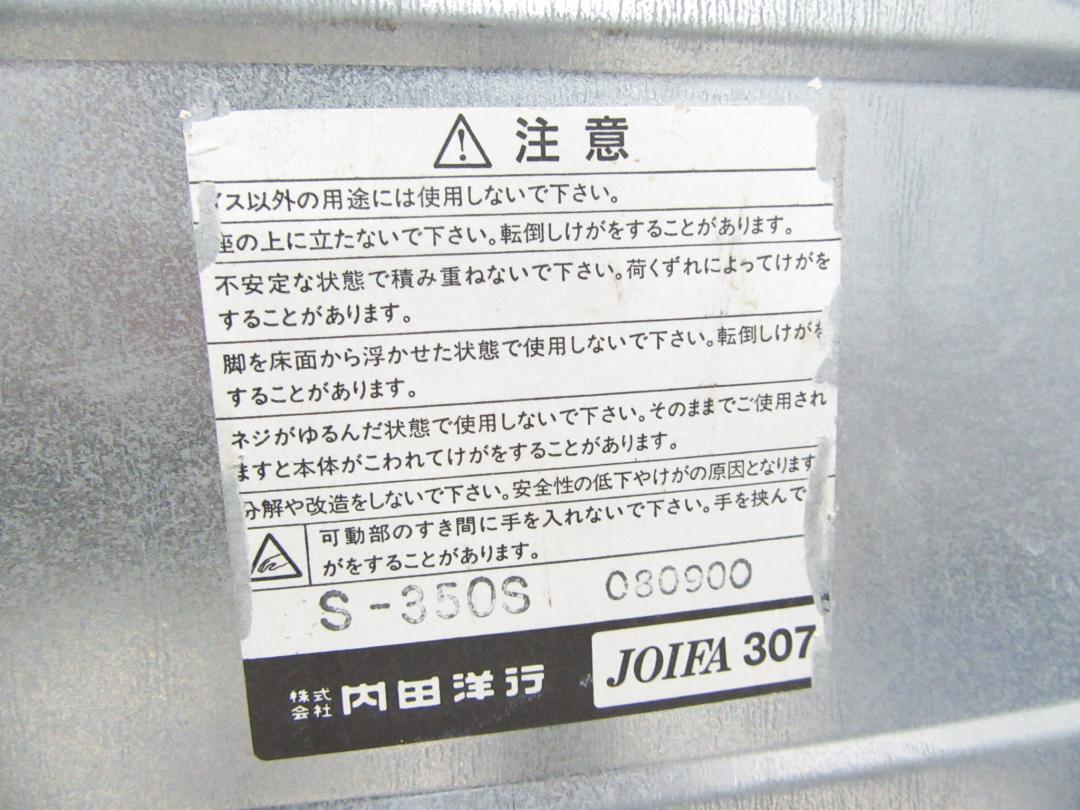 注意
イス以外の用途には使用しないで下さい。
座の上に立たないで下さい。転倒しけがをすることがあります。
不安定な状態で積み重ねないで下さい。荷くずれによってけがを
することがあります。
脚を床面から浮かせた状態で使用しないで下さい。転倒しけがを
することがあります。
ネジがゆるんだ状態で使用しないで下さい。そのままでご使用され
ますと本体がこわれてけがをすることがあります。
分解や改造をしないで下さい。安全性の低下やけがの原因となります
可動部のすき間に手を入れないで下さい。手を挟んで
がをすることがあります。
S-350S 080900
株式会社 内田洋行 JOIFA 307